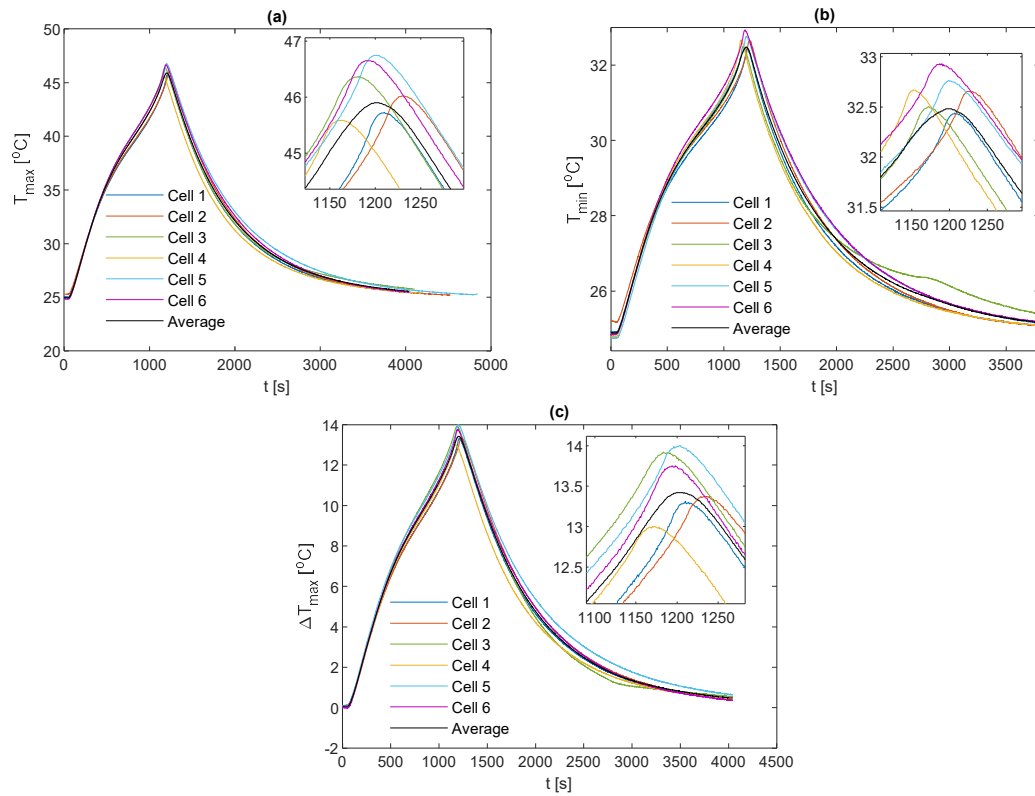 (a)
50
45
40
35
30
25
20
T_max [°C]
0
1000
2000
3000
4000
5000
t [s]
Cell 1
Cell 2
Cell 3
Cell 4
Cell 5
Cell 6
Average
47
46
45
1150
1200
1250
(b)
32
30
28
26
T_min [°C]
0
500
1000
1500
2000
2500
3000
3500
t [s]
Cell 1
Cell 2
Cell 3
Cell 4
Cell 5
Cell 6
Average
33
32.5
32
31.5
1150
1200
1250
(c)
14
12
10
8
6
4
2
0
-2
Δ T_max [°C]
0
500
1000
1500
2000
2500
3000
3500
4000
4500
t [s]
Cell 1
Cell 2
Cell 3
Cell 4
Cell 5
Cell 6
Average
14
13.5
13
12.5
1100
1150
1200
1250